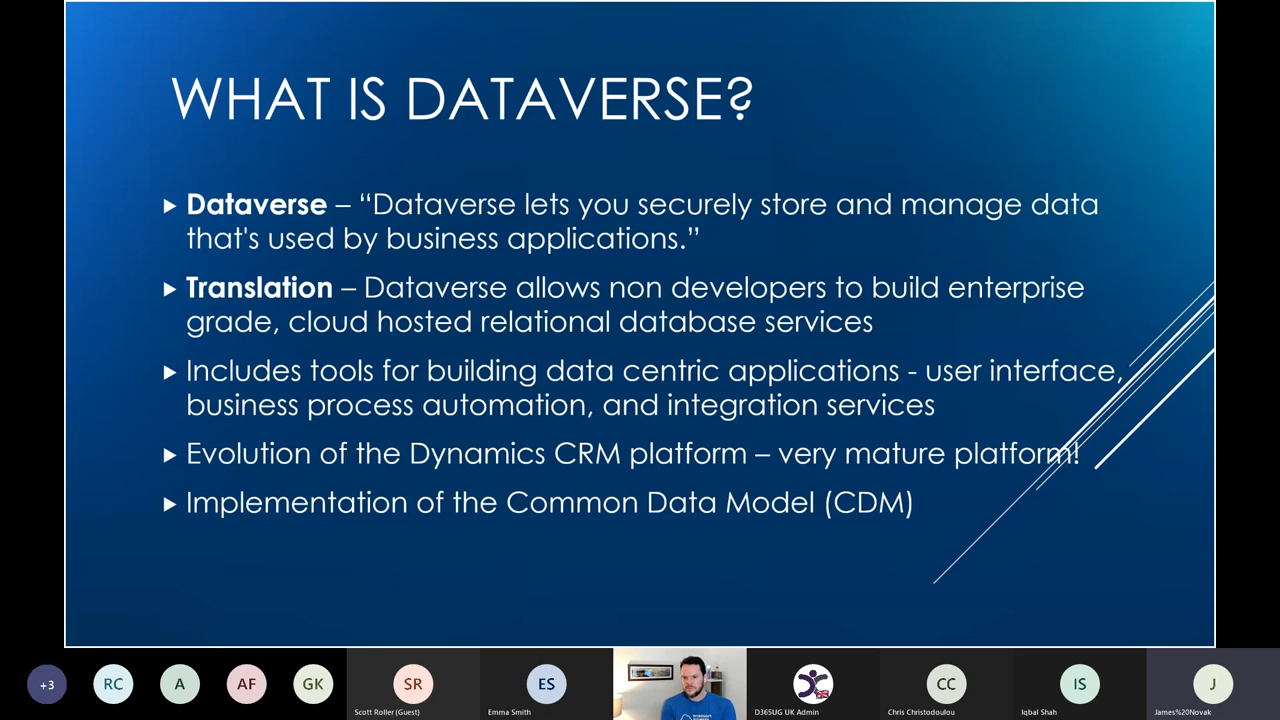 WHAT IS DATAVERSE?
Dataverse – “Dataverse lets you securely store and manage data
that's used by business applications.”
Translation – Dataverse allows non developers to build enterprise
grade, cloud hosted relational database services
Includes tools for building data centric applications - user interface,
business process automation, and integration services
Evolution of the Dynamics CRM platform – very mature platform!
Implementation of the Common Data Model (CDM)
+3
RC
A
AF
GK
SR
ES
CC
IS
J
Scott Roller (Guest)
Emma Smith
D365UG UK Admin
Chris Christodoulou
Iqbal Shah
James%20Novak